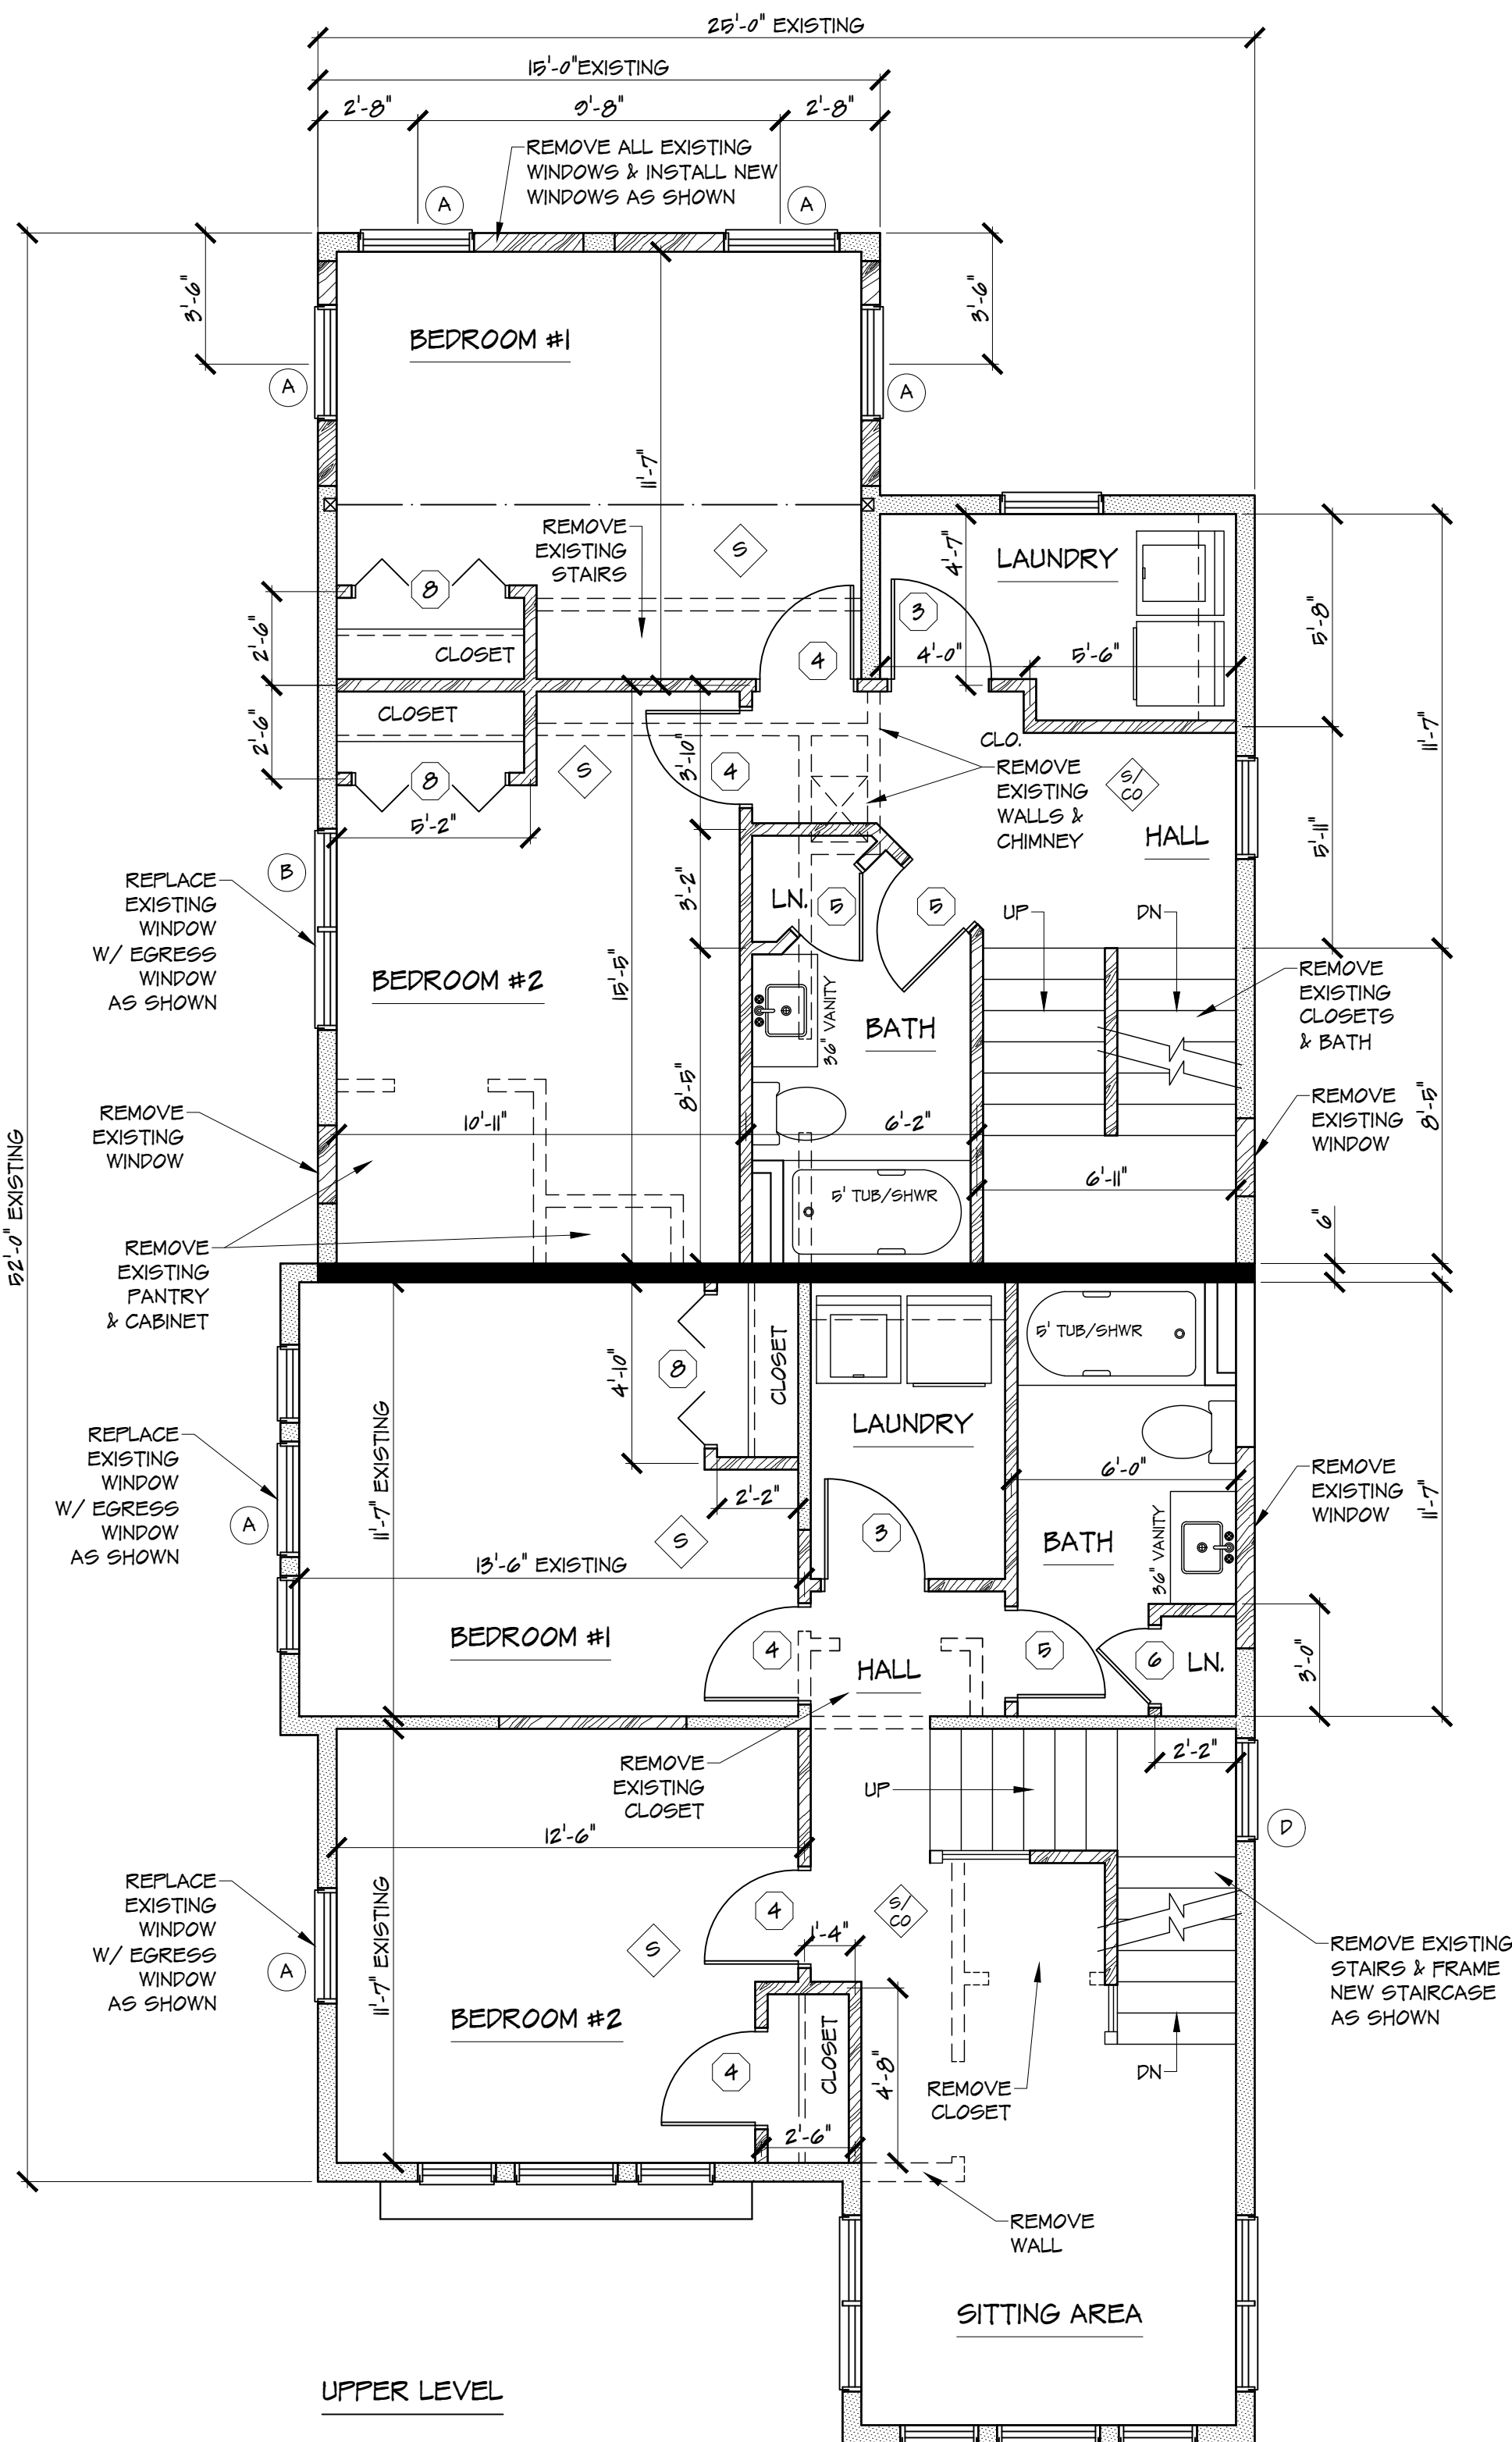 25'-0" EXISTING
15'-0"EXISTING
2'-8"
9'-8"
2'-8"
REMOVE ALL EXISTING
WINDOWS & INSTALL NEW
WINDOWS AS SHOWN
A
A
3'-6"
3'-6"
BEDROOM #1
A
A
11'-7"
REMOVE
EXISTING
STAIRS
S
4'-7"
LAUNDRY
8
3
5'-8"
2'-6"
CLOSET
4
4'-0"
5'-6"
CLOSET
2'-6"
8
S
3'-10"
4
CLO.
REMOVE
EXISTING
WALLS &
CHIMNEY
S/
CO
11'-7"
5'-2"
HALL
5'-11"
B
REPLACE
EXISTING
WINDOW
W/ EGRESS
WINDOW
AS SHOWN
3'-2"
LN.
5
5
UP
DN
BEDROOM #2
15'-5"
36" VANITY
BATH
REMOVE
EXISTING
CLOSETS
& BATH
REMOVE
EXISTING
WINDOW
8'-5"
10'-11"
6'-2"
REMOVE
EXISTING
WINDOW
8'-5"
52'-0" EXISTING
5' TUB/SHWR
6'-11"
6"
REMOVE
EXISTING
PANTRY
& CABINET
4'-10"
8
CLOSET
5' TUB/SHWR
LAUNDRY
REPLACE
EXISTING
WINDOW
W/ EGRESS
WINDOW
AS SHOWN
A
11'-7" EXISTING
2'-2"
S
3
6'-0"
REMOVE
EXISTING
WINDOW
11'-7"
BATH
36" VANITY
13'-6" EXISTING
BEDROOM #1
4
HALL
5
6
LN.
3'-0"
REMOVE
EXISTING
CLOSET
UP
2'-2"
D
12'-6"
REPLACE
EXISTING
WINDOW
W/ EGRESS
WINDOW
AS SHOWN
A
11'-7" EXISTING
4
S/
CO
S
1'-4"
REMOVE EXISTING
STAIRS & FRAME
NEW STAIRCASE
AS SHOWN
BEDROOM #2
4
CLOSET
4'-8"
DN
REMOVE
CLOSET
2'-6"
REMOVE
WALL
SITTING AREA
UPPER LEVEL